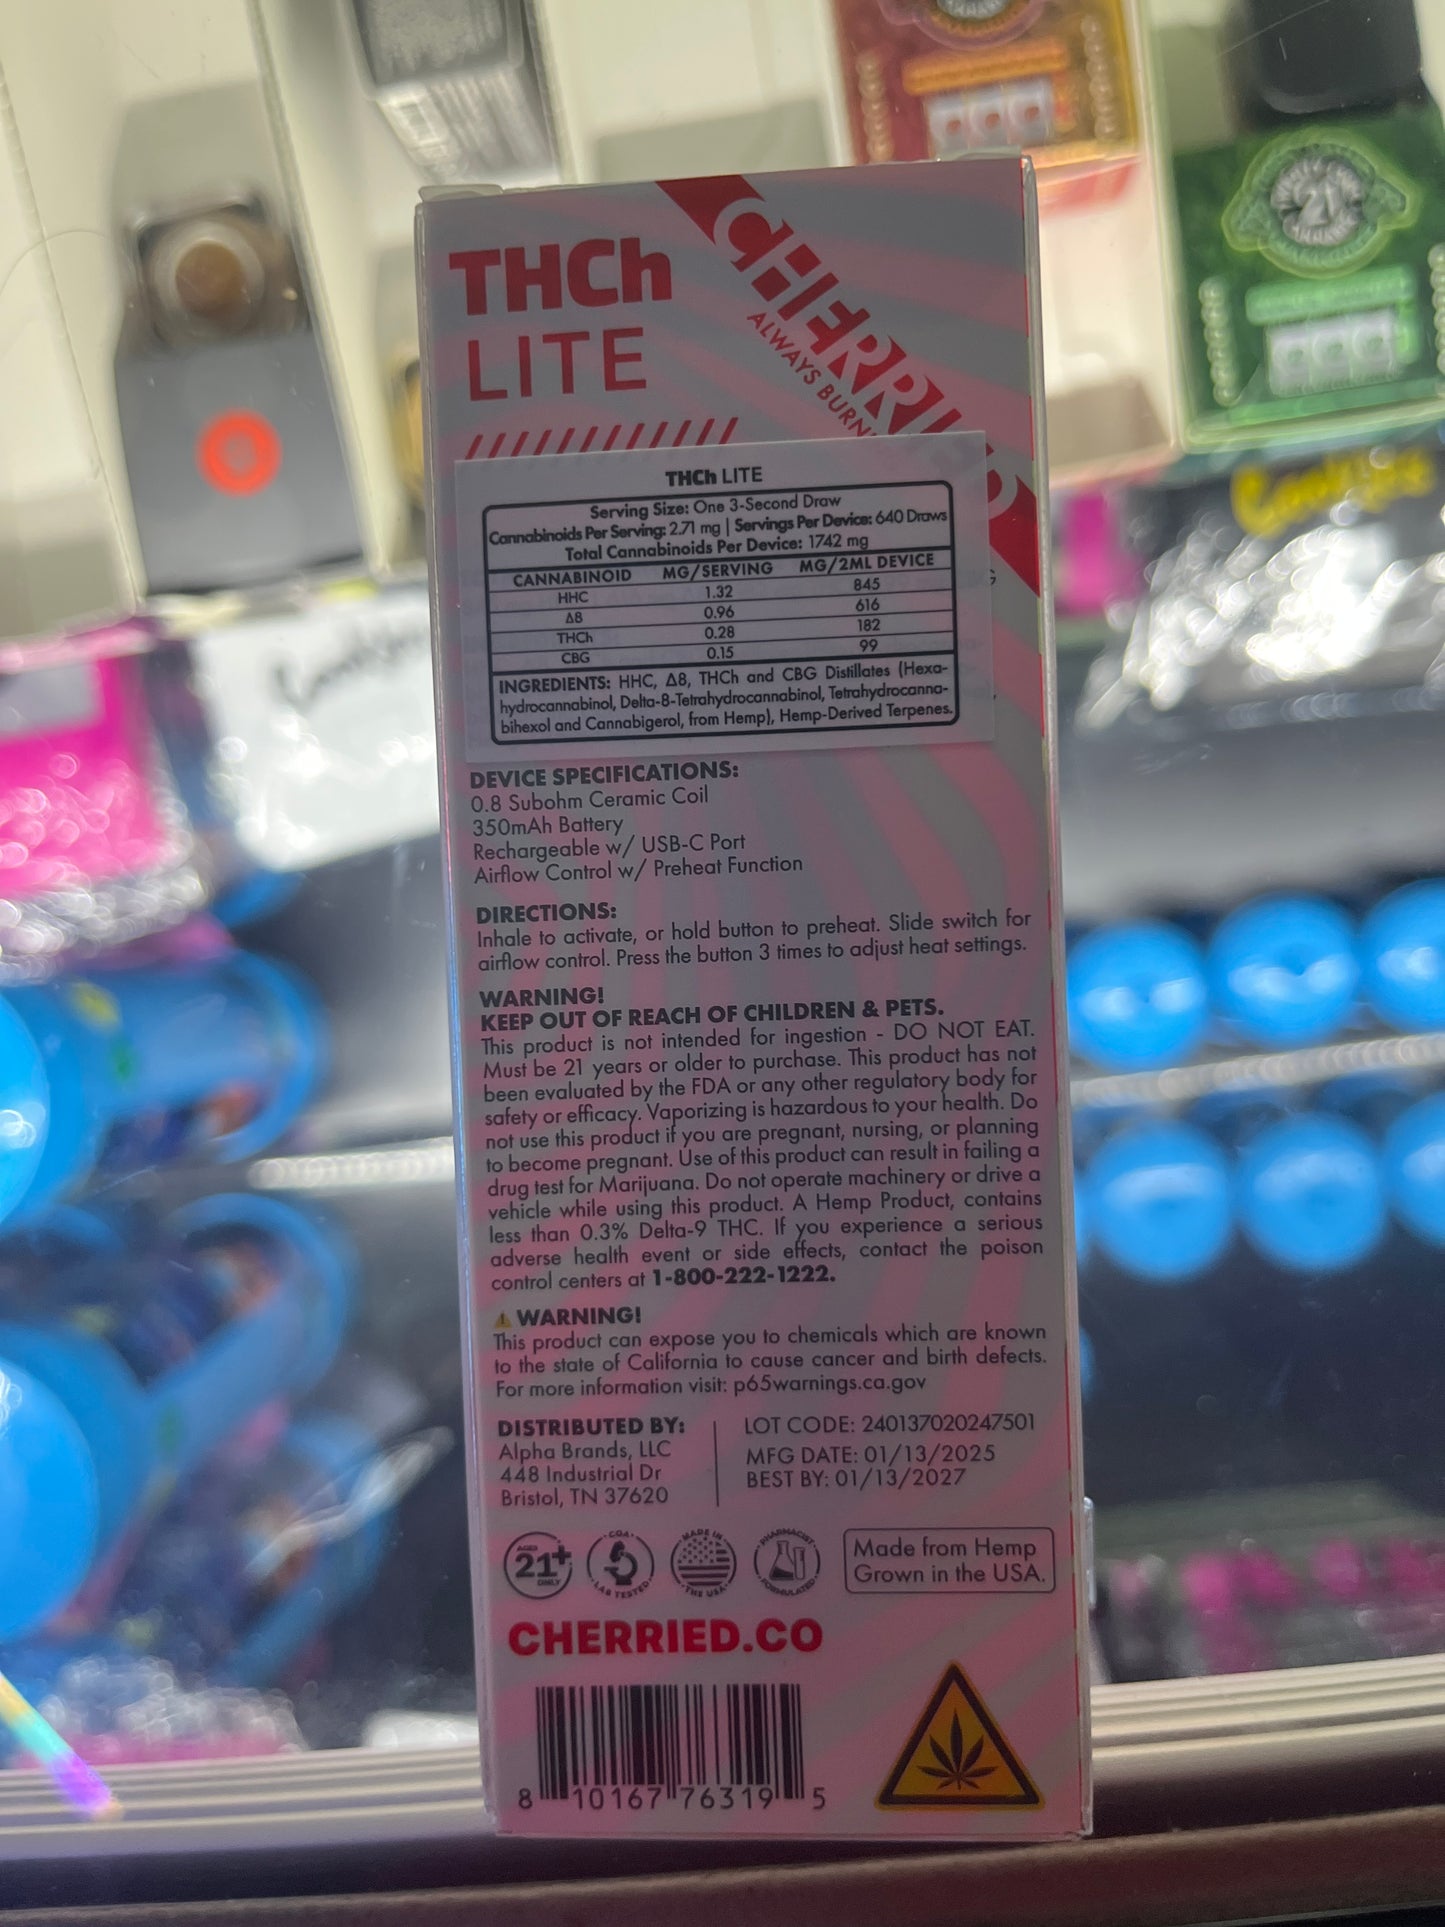 THCh
LITE
CHERRIED
ALWAYS BURN
THCh LITE
Serving Size: One 3-Second Draw
Cannabinoids Per Serving: 2.71 mg | Servings Per Device: 640 Draws
Total Cannabinoids Per Device: 1742 mg
CANNABINOID MG/SERVING MG/2ML DEVICE
HHC 1.32 845
Δ8 0.96 616
THCh 0.28 182
CBG 0.15 99
INGREDIENTS: HHC, Δ8, THCh and CBG Distillates (Hexa-
hydrocannabinol, Delta-8-Tetrahydrocannabinol, Tetrahydrocanna-
bihexol and Cannabigerol, from Hemp), Hemp-Derived Terpenes.
DEVICE SPECIFICATIONS:
0.8 Subohm Ceramic Coil
350mAh Battery
Rechargeable w/ USB-C Port
Airflow Control w/ Preheat Function
DIRECTIONS:
Inhale to activate, or hold button to preheat. Slide switch for
airflow control. Press the button 3 times to adjust heat settings.
WARNING!
KEEP OUT OF REACH OF CHILDREN & PETS.
This product is not intended for ingestion - DO NOT EAT.
Must be 21 years or older to purchase. This product has not
been evaluated by the FDA or any other regulatory body for
safety or efficacy. Vaporizing is hazardous to your health. Do
not use this product if you are pregnant, nursing, or planning
to become pregnant. Use of this product can result in failing a
drug test for Marijuana. Do not operate machinery or drive a
vehicle while using this product. A Hemp Product, contains
less than 0.3% Delta-9 THC. If you experience a serious
adverse health event or side effects, contact the poison
control centers at 1-800-222-1222.
WARNING!
This product can expose you to chemicals which are known
to the state of California to cause cancer and birth defects.
For more information visit: p65warnings.ca.gov
DISTRIBUTED BY:
Alpha Brands, LLC
448 Industrial Dr
Bristol, TN 37620
LOT CODE: 240137020247501
MFG DATE: 01/13/2025
BEST BY: 01/13/2027
AGES
21+
ONLY
COA
LAB TESTED
MADE IN
THE USA
PHARMACIST
FORMULATED
Made from Hemp
Grown in the USA.
CHERRIED.CO
8 10167 76319 5
Cookies
21